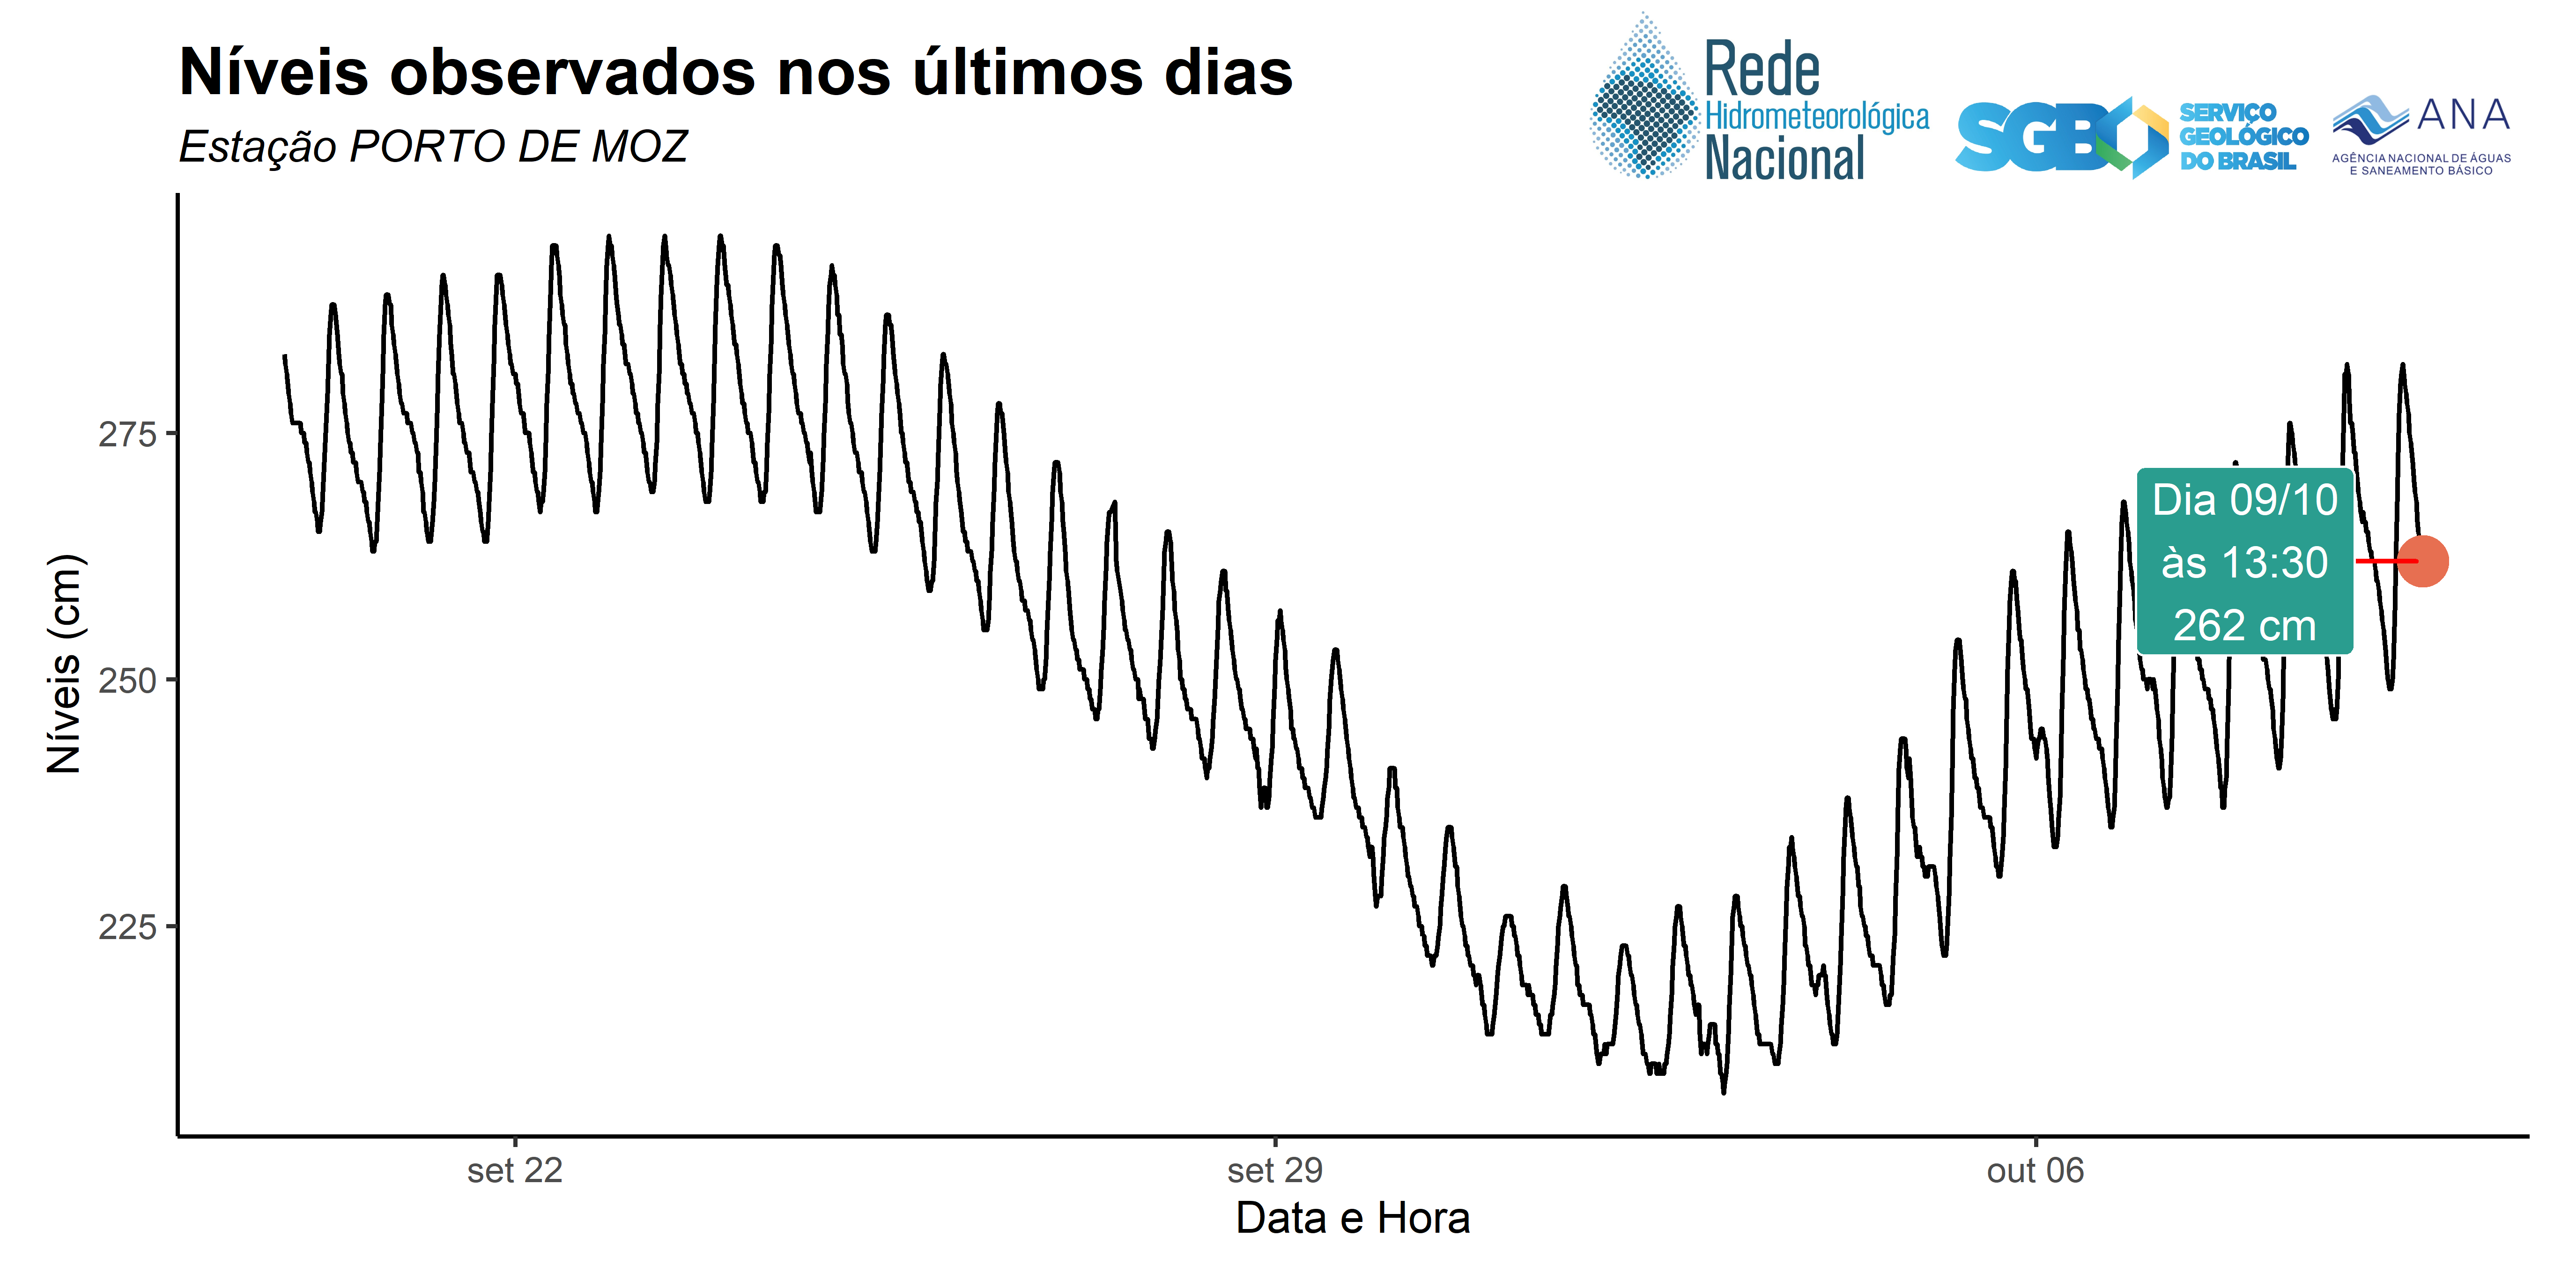 Níveis observados nos últimos dias
Estação PORTO DE MOZ
Rede
Hidrometeorológica
Nacional
SGB
SERVIÇO
GEOLÓGICO
DO BRASIL
ANA
AGÊNCIA NACIONAL DE ÁGUAS
E SANEAMENTO BÁSICO
Níveis (cm)
275
250
225
Dia 09/10
às 13:30
262 cm
set 22
set 29
out 06
Data e Hora